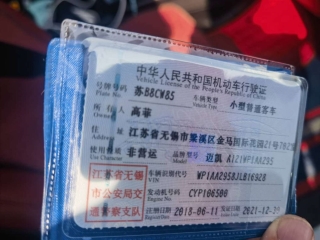 中华人民共和国机动车行驶证
Vehicle License of the People's Republic of China
号牌号码 苏B8CW85 车辆类型 小型普通客车
Plate No. Vehicle Type
所有人 高菲
Owner
住址 江苏省无锡市梁溪区金马国际花园21号
Address
使用性质 非营运 品牌型号 迈凯
Use Character Model
江苏省无锡 车辆识别代号
VIN
市公安局交 发动机号码 CYP106506
Engine No.
通警察支队 注册日期 2018-06-11 发证日期
Register Date Issue Date